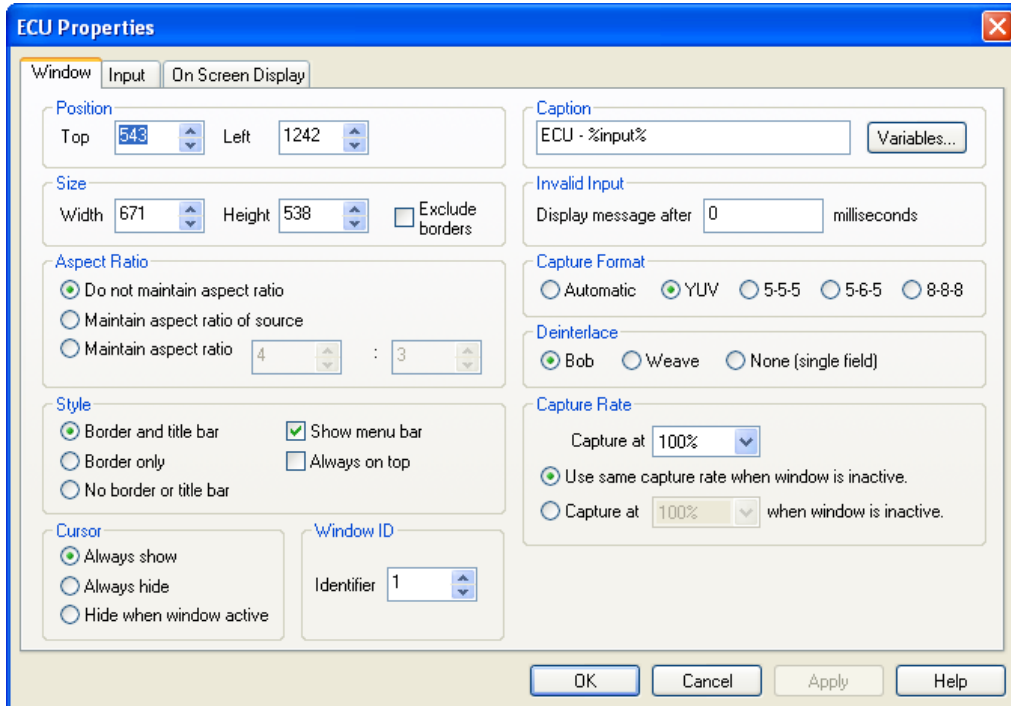 ECU Properties
Window Input On Screen Display
Position
Top 543 Left 1242
Size
Width 671 Height 538 Exclude
borders
Aspect Ratio
Do not maintain aspect ratio
Maintain aspect ratio of source
Maintain aspect ratio 4 : 3
Style
Border and title bar Show menu bar
Border only Always on top
No border or title bar
Cursor
Always show
Always hide
Hide when window active
Window ID
Identifier 1
Caption
ECU - %input% Variables...
Invalid Input
Display message after 0 milliseconds
Capture Format
Automatic YUV 5-5-5 5-6-5 8-8-8
Deinterlace
Bob Weave None (single field)
Capture Rate
Capture at 100%
Use same capture rate when window is inactive.
Capture at 100% when window is inactive.
OK Cancel Apply Help